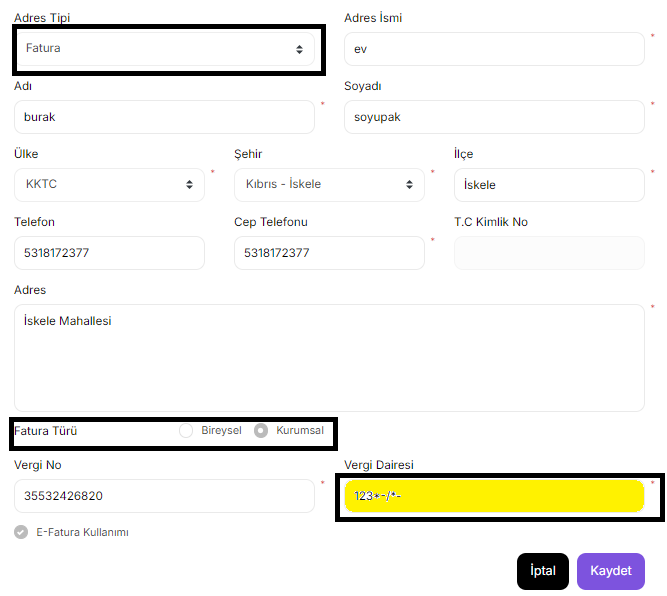 Adres Tipi
Adres İsmi
Fatura
ev
*
Adı
Soyadı
burak
*
soyupak
*
Ülke
Şehir
İlçe
KKTC
*
Kıbrıs - İskele
*
İskele
*
Telefon
Cep Telefonu
T.C Kimlik No
5318172377
5318172377
*
Adres
İskele Mahallesi
*
Fatura Türü
Bireysel
Kurumsal
Vergi No
Vergi Dairesi
35532426820
*
123*-/*-
*
E-Fatura Kullanımı
İptal
Kaydet